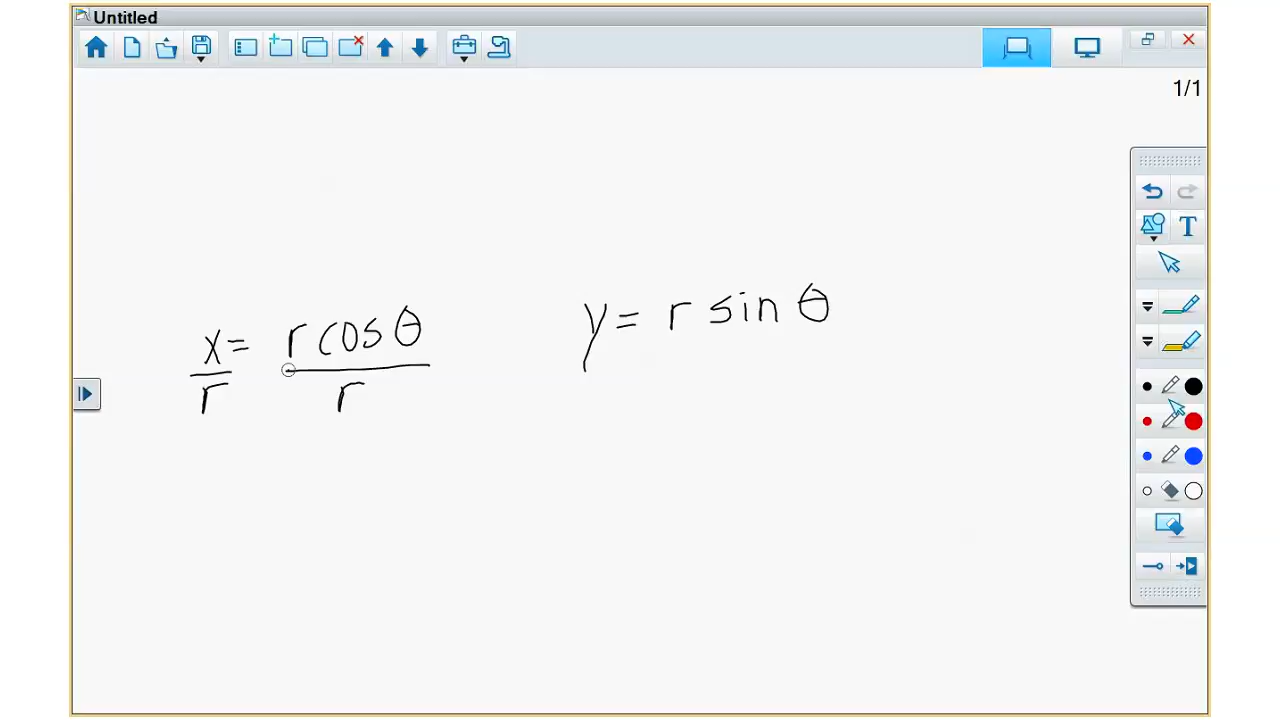 Untitled
1/1
T
x = r cos θ
y = r sin θ
r r